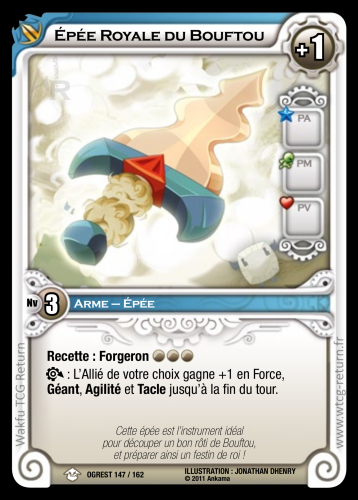 ÉPÉE ROYALE DU BOUFTOU
+1
R
PA
PM
PV
Nv 3
ARME – ÉPÉE
Recette : Forgeron
: L'Allié de votre choix gagne +1 en Force,
Géant, Agilité et Tacle jusqu'à la fin du tour.
Cette épée est l'instrument idéal
pour découper un bon rôti de Bouftou,
et préparer ainsi un festin de roi !
OGREST 147 / 162
ILLUSTRATION : JONATHAN DHENRY
© 2011 Ankama
Wakfu TCG Return
www.wtcg-return.fr